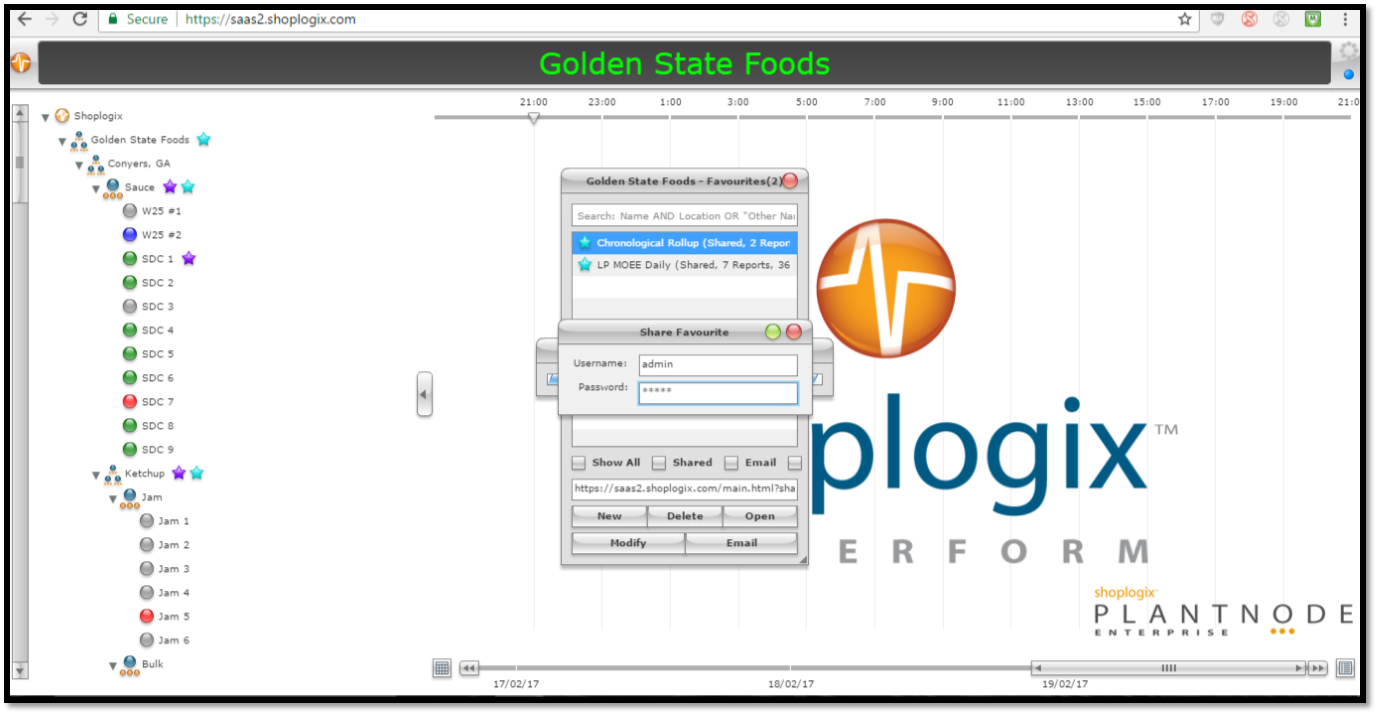 Secure | https://saas2.shoplogix.com
Golden State Foods
21:00 23:00 1:00 3:00 5:00 7:00 9:00 11:00 13:00 15:00 17:00 19:00 21:0
Shoplogix
Golden State Foods
Conyers, GA
Sauce
W25 #1
W25 #2
SDC 1
SDC 2
SDC 3
SDC 4
SDC 5
SDC 6
SDC 7
SDC 8
SDC 9
Ketchup
Jam
Jam 1
Jam 2
Jam 3
Jam 4
Jam 5
Jam 6
Bulk
Golden State Foods - Favourites(2)
Search: Name AND Location OR "Other Nar
Chronological Rollup (Shared, 2 Repor
LP MOEE Daily (Shared, 7 Reports, 36
Share Favourite
Username: admin
Password: *****
Show All Shared Email
https://saas2.shoplogix.com/main.html?sha
New Delete Open
Modify Email
plogix™
E R F O R M
shoplogix
PLANTNODE
ENTERPRISE
17/02/17 18/02/17 19/02/17